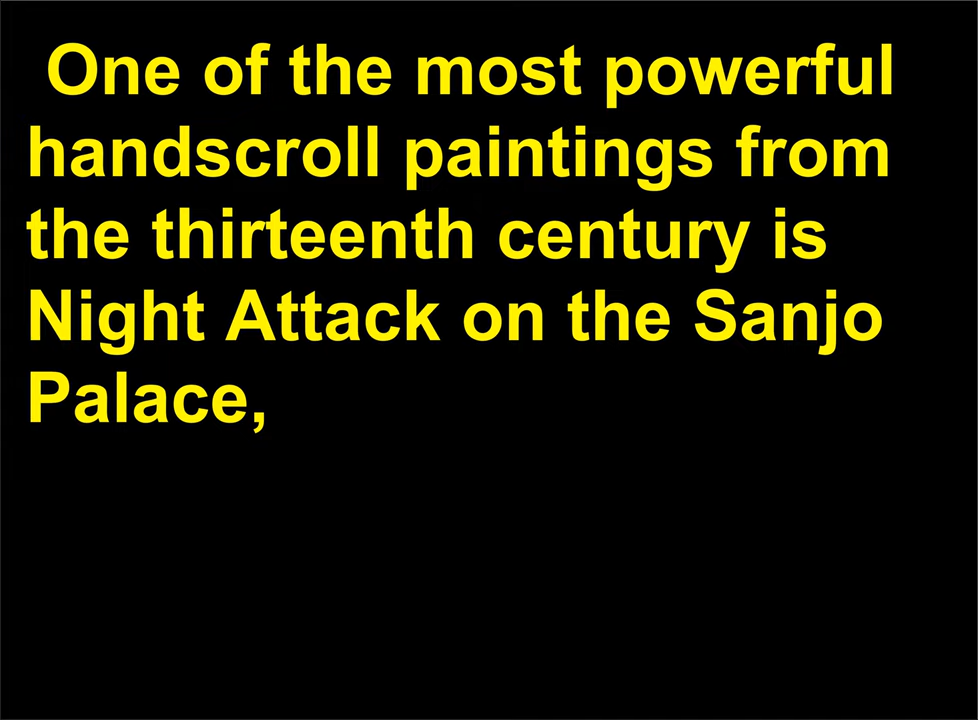 One of the most powerful
handscroll paintings from
the thirteenth century is
Night Attack on the Sanjo
Palace,